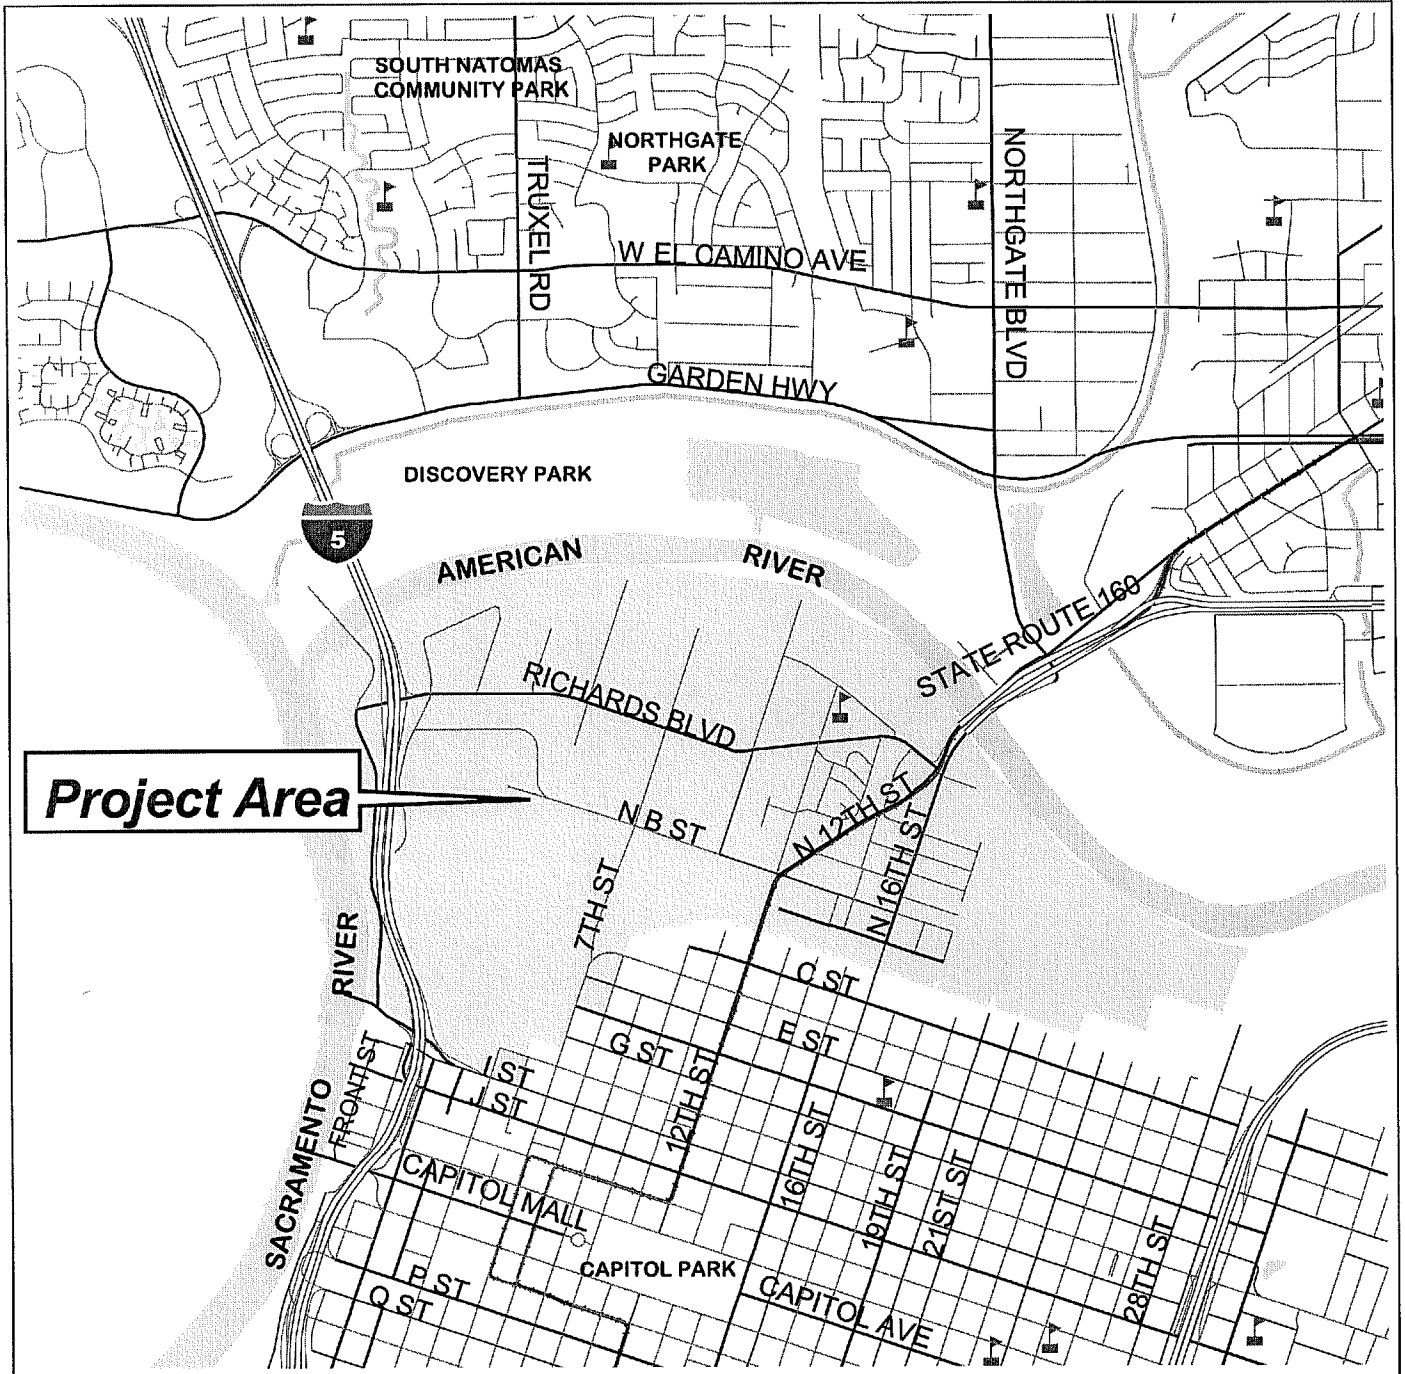 SOUTH NATOMAS
COMMUNITY PARK
NORTHGATE
PARK
TRUXEL RD
NORTHGATE BLVD
W EL CAMINO AVE
GARDEN HWY
DISCOVERY PARK
5
AMERICAN RIVER
STATE ROUTE 160
RICHARDS BLVD
Project Area
N B ST
N 12TH ST
N 16TH ST
7TH ST
SACRAMENTO RIVER
C ST
E ST
G ST
FRONT ST
I ST
J ST
12TH ST
16TH ST
19TH ST
21ST ST
28TH ST
CAPITOL MALL
CAPITOL PARK
CAPITOL AVE
P ST
Q ST